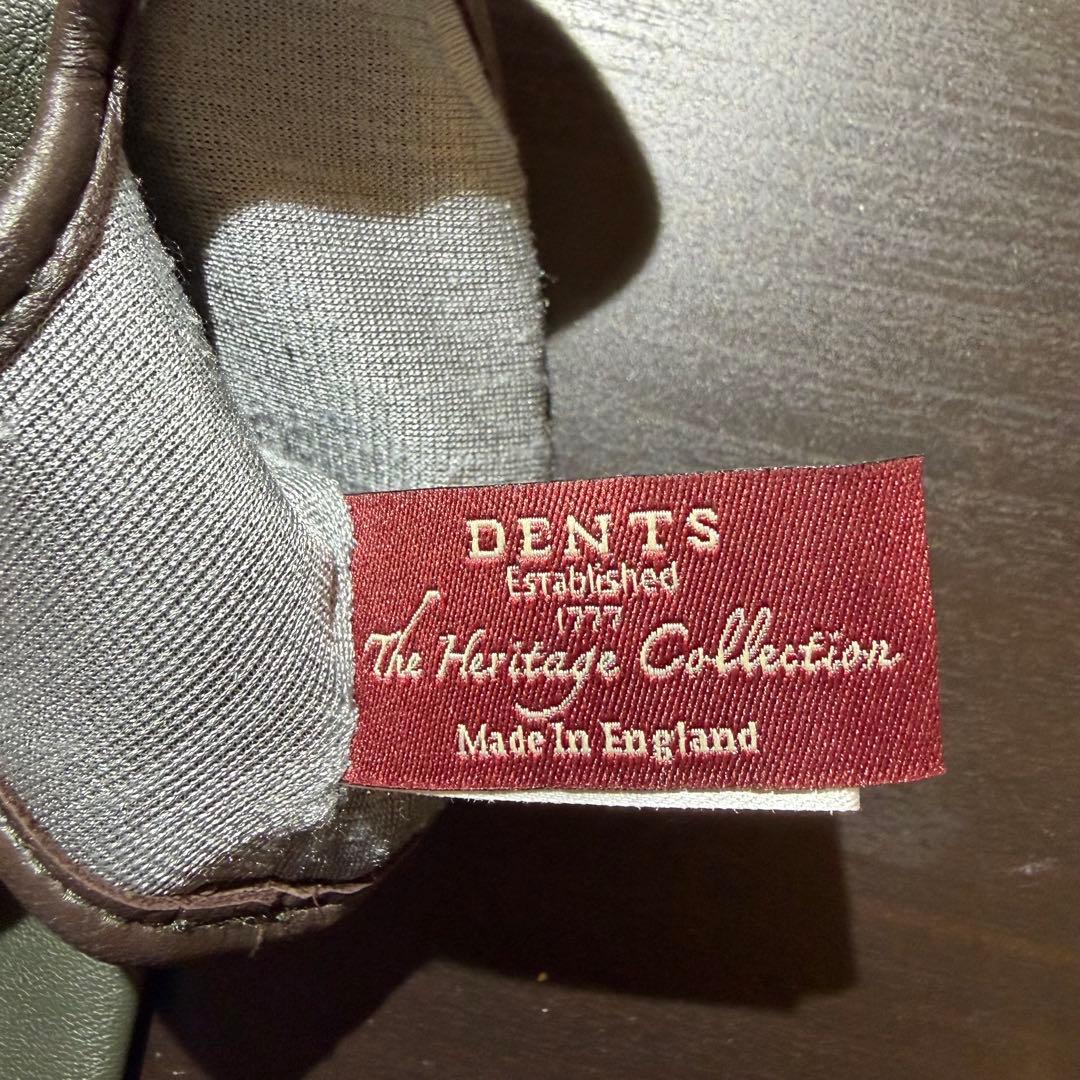 DENTS
Established
1777
The Heritage Collection
Made In England